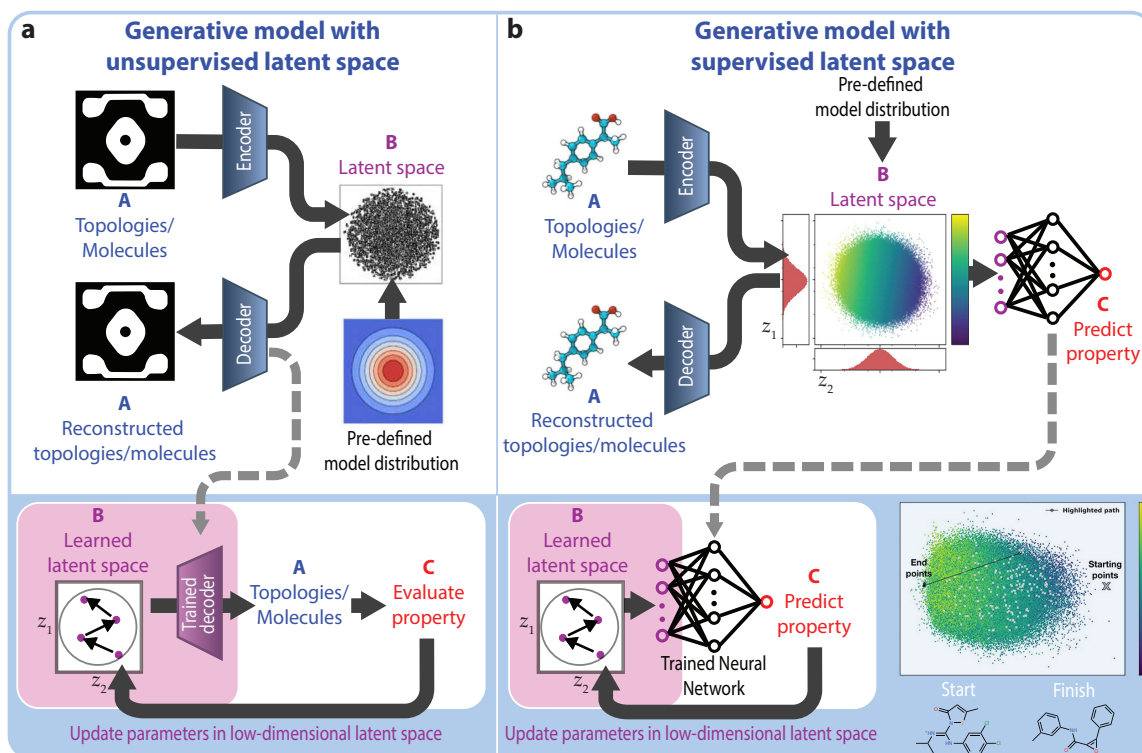 a
Generative model with
unsupervised latent space
Encoder
B
Latent space
A
Topologies/
Molecules
Decoder
A
Reconstructed
topologies/molecules
Pre-defined
model distribution
B
Learned
latent space
z1
z2
Trained
decoder
A
Topologies/
Molecules
C
Evaluate
property
Update parameters in low-dimensional latent space
b
Generative model with
supervised latent space
Pre-defined
model distribution
Encoder
B
Latent space
A
Topologies/
Molecules
z1
z2
C
Predict
property
Decoder
A
Reconstructed
topologies/molecules
B
Learned
latent space
z1
z2
C
Predict
property
Trained Neural
Network
Update parameters in low-dimensional latent space
Highlighted path
End
points
Starting
points
X
Start
Finish